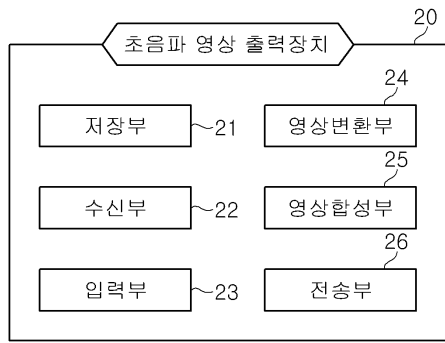 초음파 영상 출력장치
20
저장부
21
수신부
22
입력부
23
24
영상변환부
25
영상합성부
26
전송부